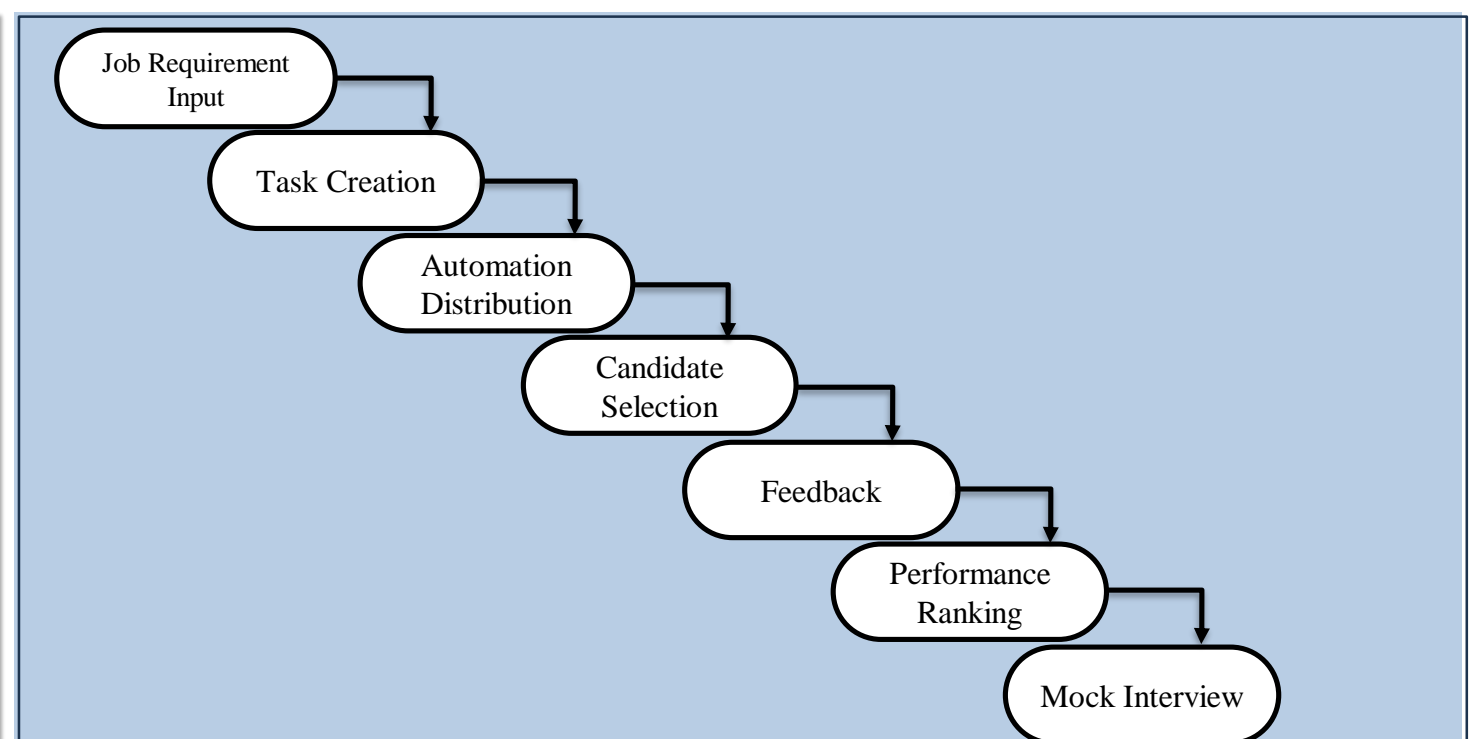 Job Requirement
Input
Task Creation
Automation
Distribution
Candidate
Selection
Feedback
Performance
Ranking
Mock Interview